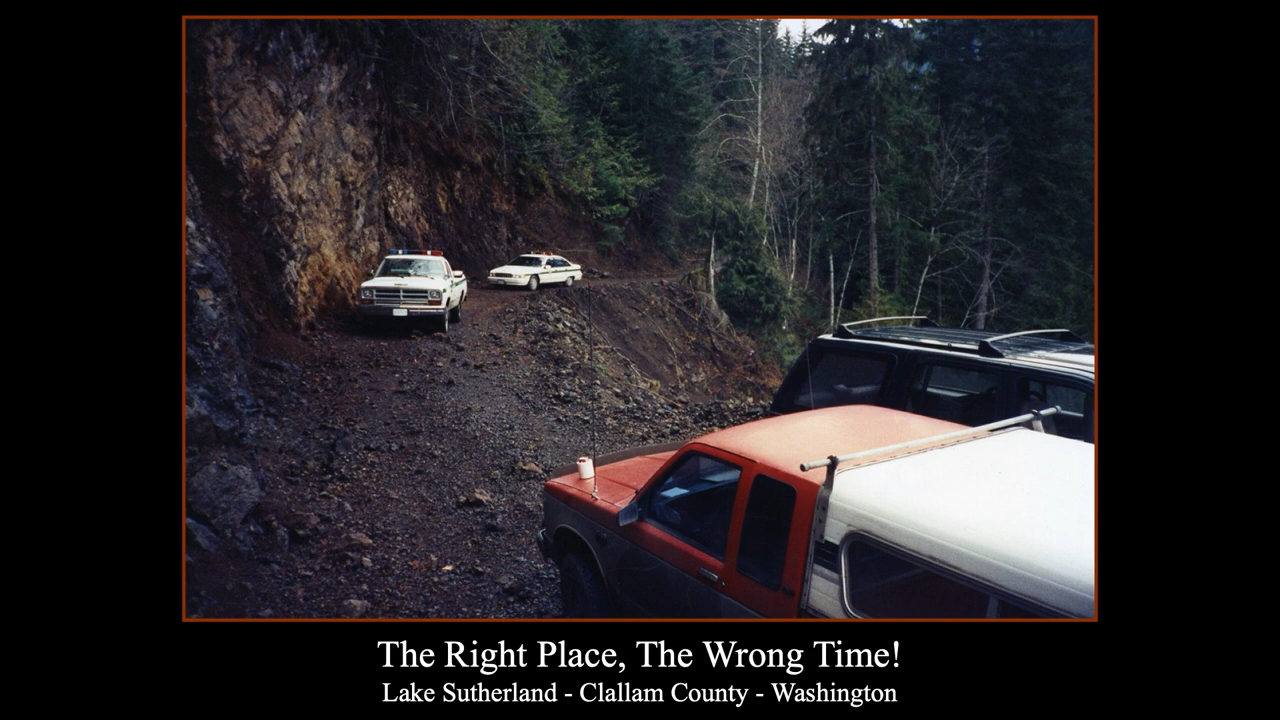 The Right Place, The Wrong Time!
Lake Sutherland - Clallam County - Washington